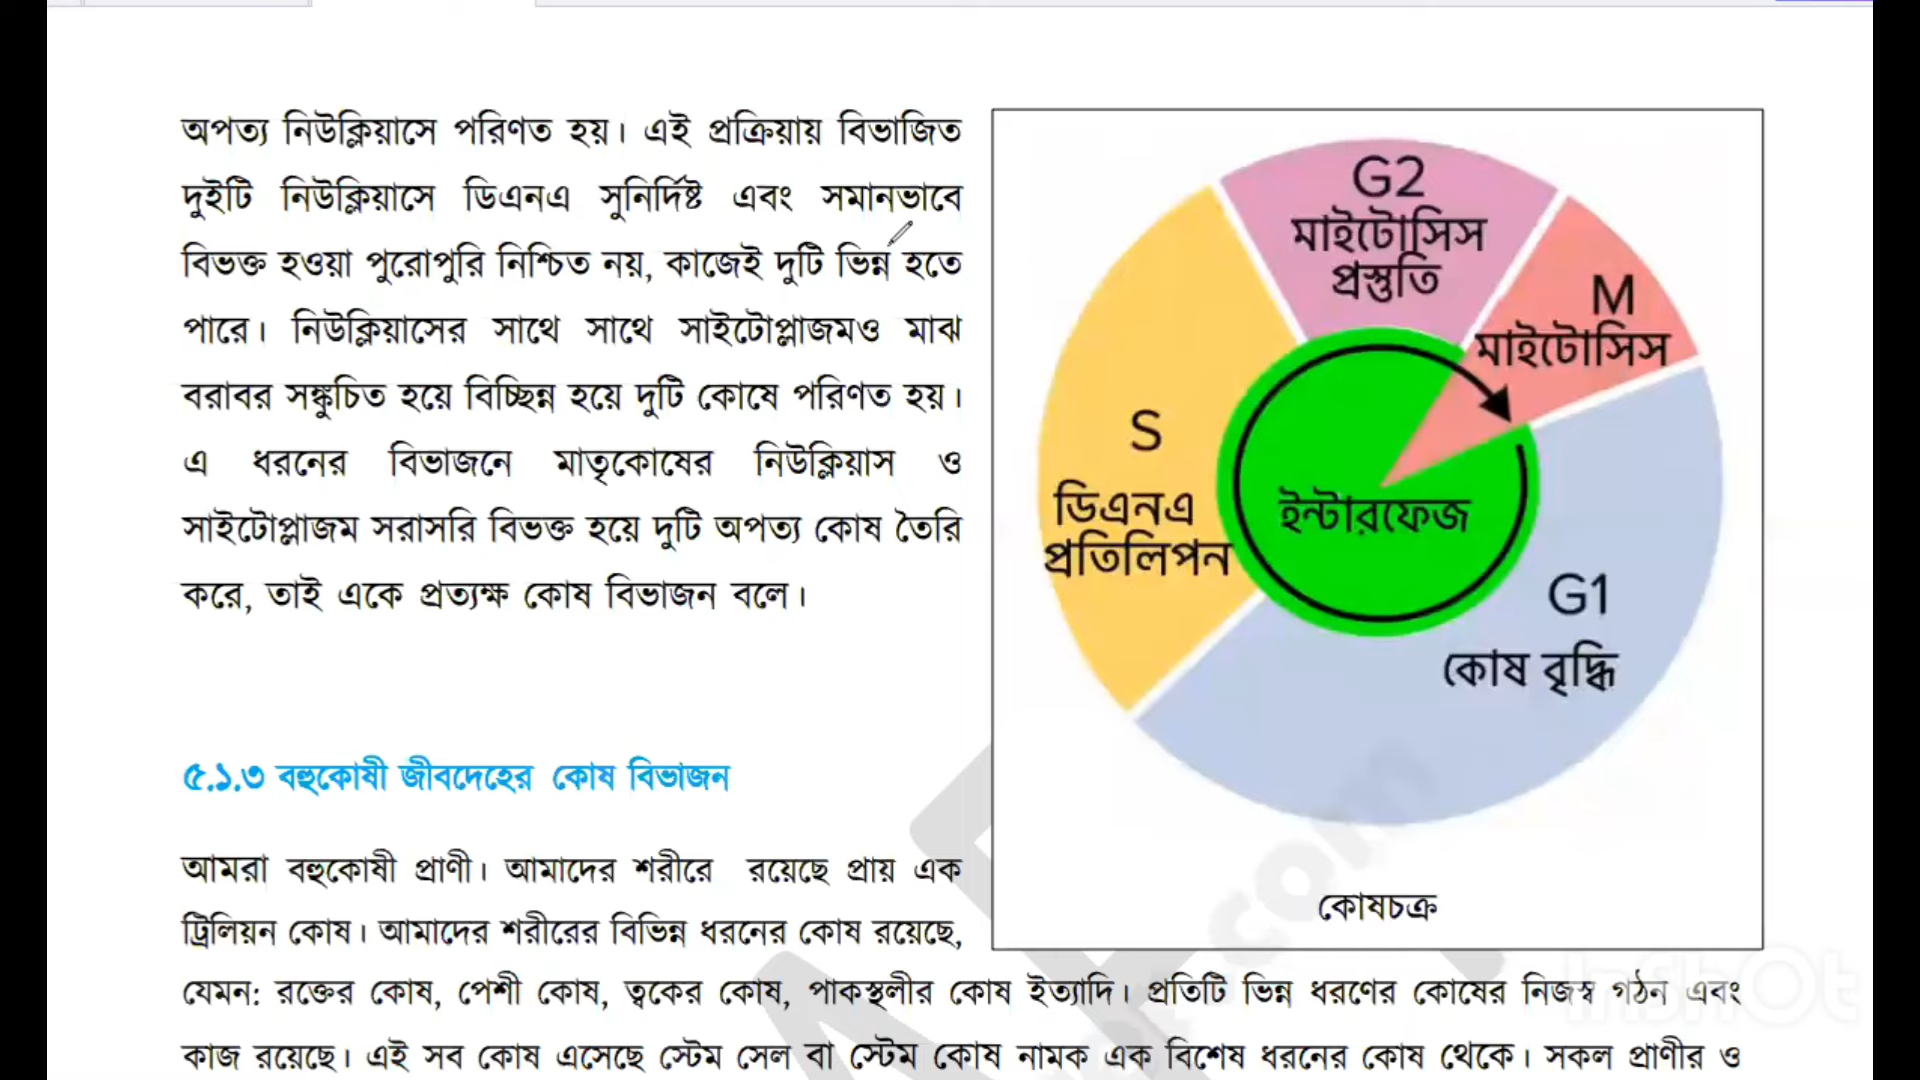 অপত্য নিউক্লিয়াসে পরিণত হয়। এই প্রক্রিয়ায় বিভাজিত
দুইটি নিউক্লিয়াসে ডিএনএ সুনির্দিষ্ট এবং সমানভাবে
বিভক্ত হওয়া পুরোপুরি নিশ্চিত নয়, কাজেই দুটি ভিন্ন হতে
পারে। নিউক্লিয়াসের সাথে সাথে সাইটোপ্লাজমও মাঝ
বরাবর সঙ্কুচিত হয়ে বিচ্ছিন্ন হয়ে দুটি কোষে পরিণত হয়।
এ ধরনের বিভাজনে মাতৃকোষের নিউক্লিয়াস ও
সাইটোপ্লাজম সরাসরি বিভক্ত হয়ে দুটি অপত্য কোষ তৈরি
করে, তাই একে প্রত্যক্ষ কোষ বিভাজন বলে।
G2
মাইটোসিস
প্রস্তুতি
M
মাইটোসিস
S
ডিএনএ
প্রতিলিপন
ইন্টারফেজ
G1
কোষ বৃদ্ধি
কোষচক্র
৫.১.৩ বহুকোষী জীবদেহের কোষ বিভাজন
আমরা বহুকোষী প্রাণী। আমাদের শরীরে রয়েছে প্রায় এক
ট্রিলিয়ন কোষ। আমাদের শরীরের বিভিন্ন ধরনের কোষ রয়েছে,
যেমন: রক্তের কোষ, পেশী কোষ, ত্বকের কোষ, পাকস্থলীর কোষ ইত্যাদি। প্রতিটি ভিন্ন ধরণের কোষের নিজস্ব গঠন এবং
কাজ রয়েছে। এই সব কোষ এসেছে স্টেম সেল বা স্টেম কোষ নামক এক বিশেষ ধরনের কোষ থেকে। সকল প্রাণীর ও
InShOt
.com